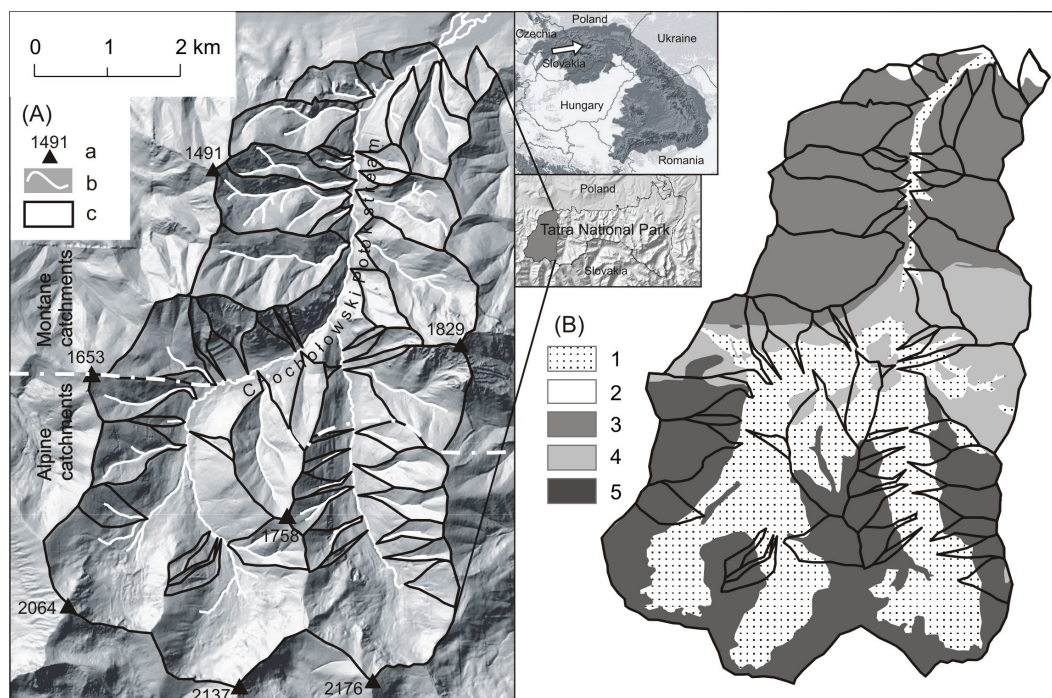 0 1 2 km
(A)
1491
a
b
c
1491
Montane
catchments
1653
Alpine
catchments
Chochołowski Potok stream
1829
1758
2064
2137
2176
Poland
Czechia
Ukraine
Slovakia
Hungary
Romania
Poland
Tatra National Park
Slovakia
(B)
1
2
3
4
5